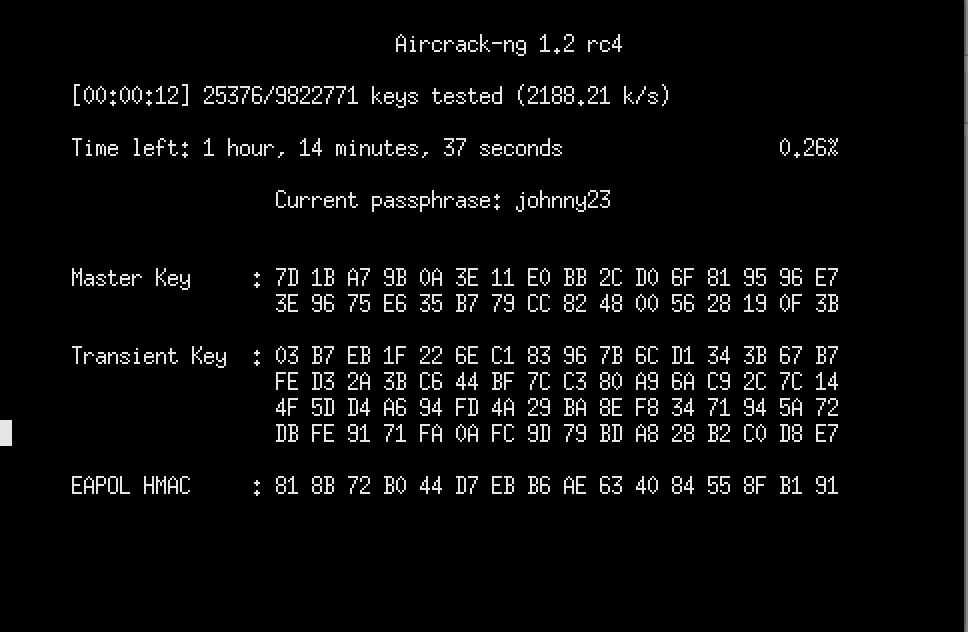 Aircrack-ng 1.2 rc4
[00:00:12] 25376/9822771 keys tested (2188.21 k/s)
Time left: 1 hour, 14 minutes, 37 seconds 0.26%
Current passphrase: johnny23
Master Key : 7D 1B A7 9B 0A 3E 11 E0 BB 2C D0 6F 81 95 96 E7
3E 96 75 E6 35 B7 79 CC 82 48 00 56 28 19 0F 3B
Transient Key : 03 B7 EB 1F 22 6E C1 83 96 7B 6C D1 34 3B 67 B7
FE D3 2A 3B C6 44 BF 7C C3 80 A9 6A C9 2C 7C 14
4F 5D D4 A6 94 FD 4A 29 BA 8E F8 34 71 94 5A 72
DB FE 91 71 FA 0A FC 9D 79 BD A8 28 B2 C0 D8 E7
EAPOL HMAC : 81 8B 72 B0 44 D7 EB B6 AE 63 40 84 55 8F B1 91